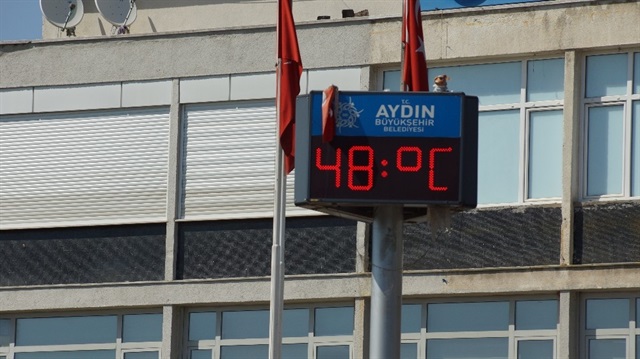 T.C.
AYDIN
BÜYÜKŞEHİR
BELEDİYESİ
48:°C